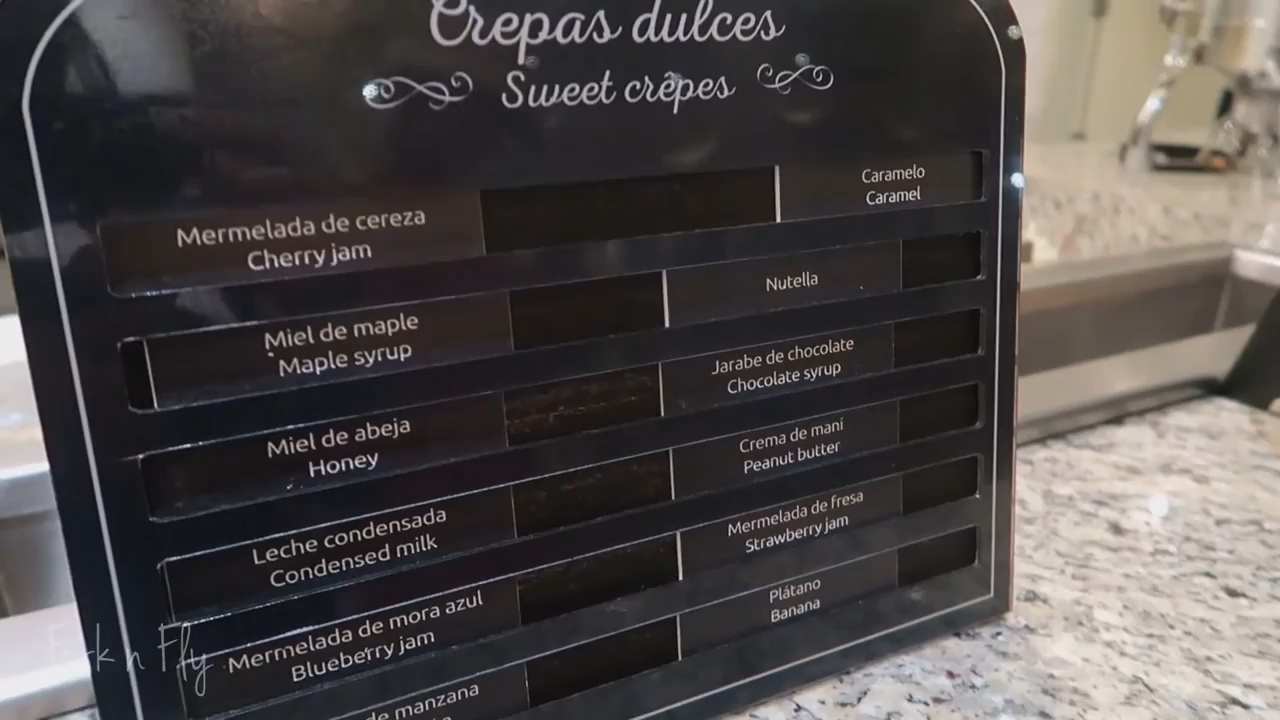 Crepas dulces
Sweet crêpes
Mermelada de cereza
Cherry jam
Caramelo
Caramel
Miel de maple
Maple syrup
Nutella
Miel de abeja
Honey
Jarabe de chocolate
Chocolate syrup
Leche condensada
Condensed milk
Crema de maní
Peanut butter
Mermelada de mora azul
Blueberry jam
Mermelada de fresa
Strawberry jam
de manzana
Plátano
Banana
Fork n Fly